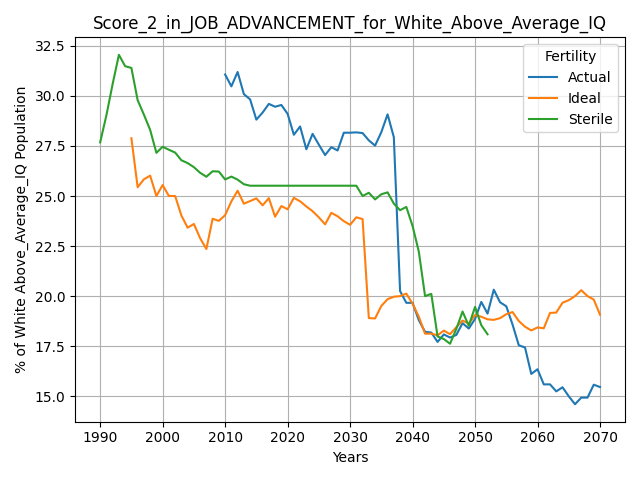 Score_2_in_JOB_ADVANCEMENT_for_White_Above_Average_IQ
% of White Above_Average_IQ Population
32.5
30.0
27.5
25.0
22.5
20.0
17.5
15.0
Fertility
Actual
Ideal
Sterile
1990 2000 2010 2020 2030 2040 2050 2060 2070
Years